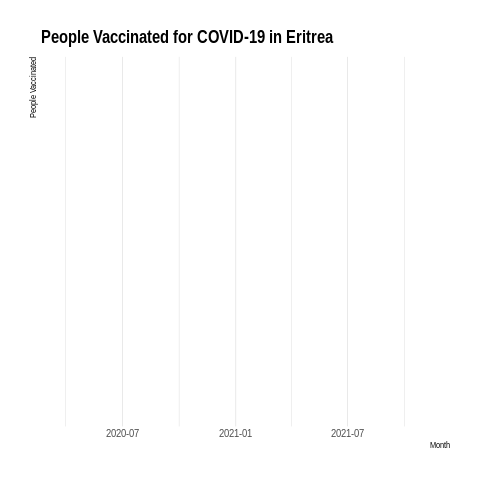 People Vaccinated for COVID-19 in Eritrea
People Vaccinated
2020-07
2021-01
2021-07
Month